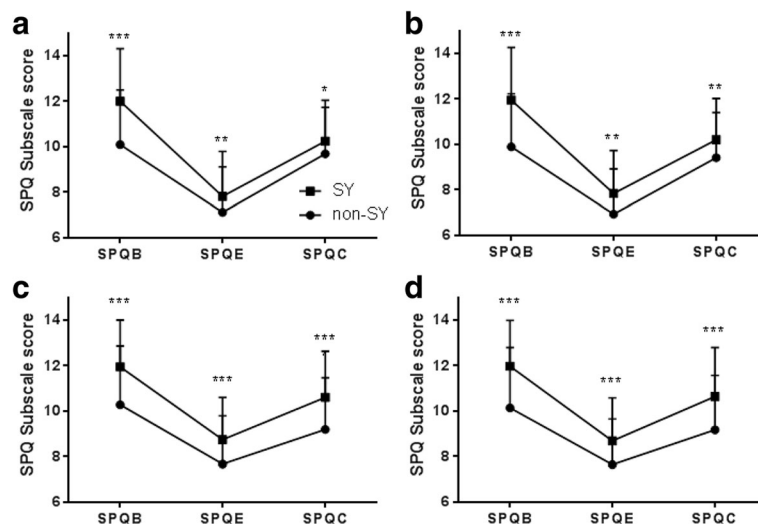 a
***
**
*
14
12
10
8
6
SPQ Subscale score
SY
non-SY
SPQB SPQE SPQC
b
***
**
**
14
12
10
8
6
SPQ Subscale score
SPQB SPQE SPQC
c
***
***
***
14
12
10
8
6
SPQ Subscale score
SPQB SPQE SPQC
d
***
***
***
14
12
10
8
6
SPQ Subscale score
SPQB SPQE SPQC